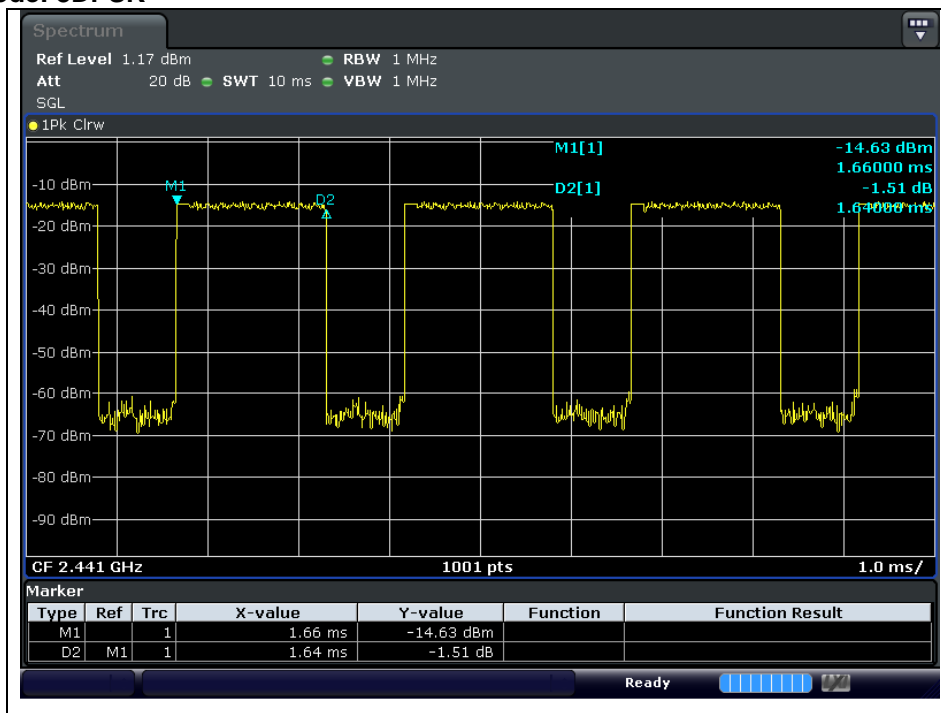 Spectrum
Ref Level 1.17 dBm RBW 1 MHz
Att 20 dB SWT 10 ms VBW 1 MHz
SGL
1Pk Clrw
M1[1] -14.63 dBm
1.66000 ms
D2[1] -1.51 dB
1.64000 ms
M1
D2
-10 dBm
-20 dBm
-30 dBm
-40 dBm
-50 dBm
-60 dBm
-70 dBm
-80 dBm
-90 dBm
CF 2.441 GHz 1001 pts 1.0 ms/
Marker
Type Ref Trc X-value Y-value Function Function Result
M1 1 1.66 ms -14.63 dBm
D2 M1 1 1.64 ms -1.51 dB
Ready